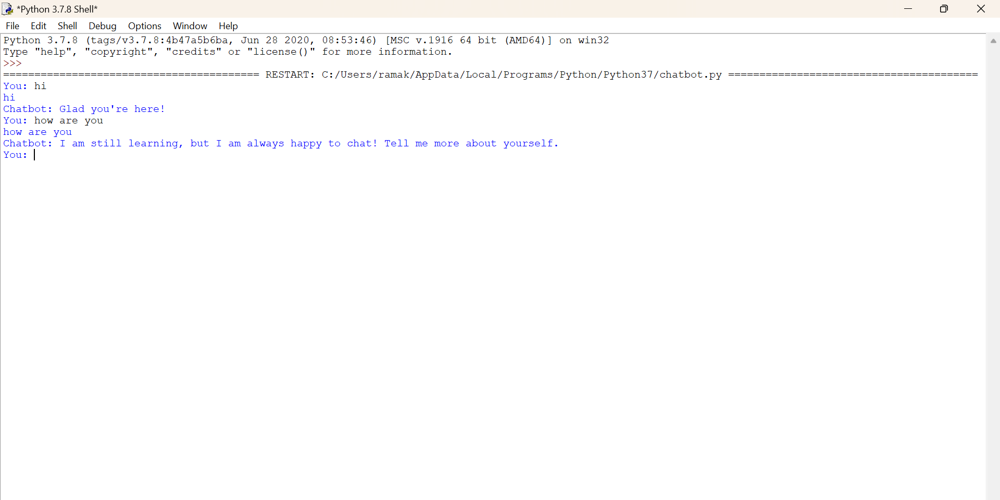 *Python 3.7.8 Shell*
File Edit Shell Debug Options Window Help
Python 3.7.8 (tags/v3.7.8:4b47a5b6ba, Jun 28 2020, 08:53:46) [MSC v.1916 64 bit (AMD64)] on win32
Type "help", "copyright", "credits" or "license()" for more information.
>>>
========================================= RESTART: C:/Users/ramak/AppData/Local/Programs/Python/Python37/chatbot.py ========================================
You: hi
hi
Chatbot: Glad you're here!
You: how are you
how are you
Chatbot: I am still learning, but I am always happy to chat! Tell me more about yourself.
You: